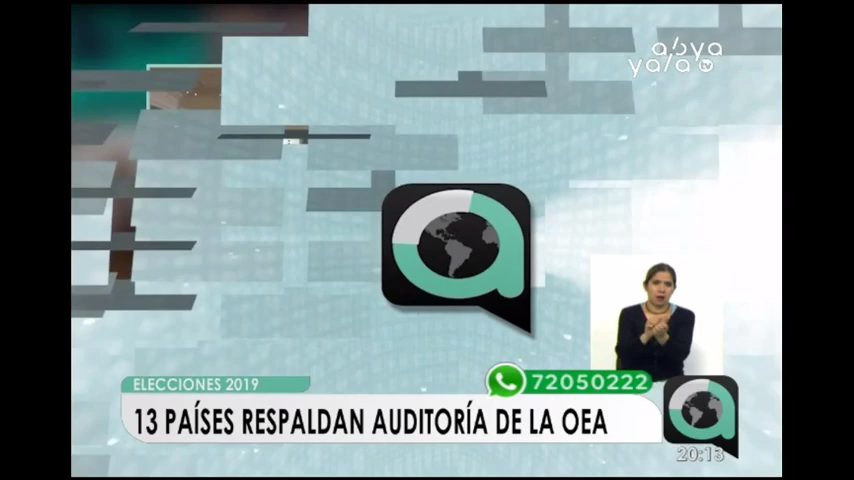 abya
yala tv
ELECCIONES 2019
72050222
13 PAÍSES RESPALDAN AUDITORÍA DE LA OEA
20:13